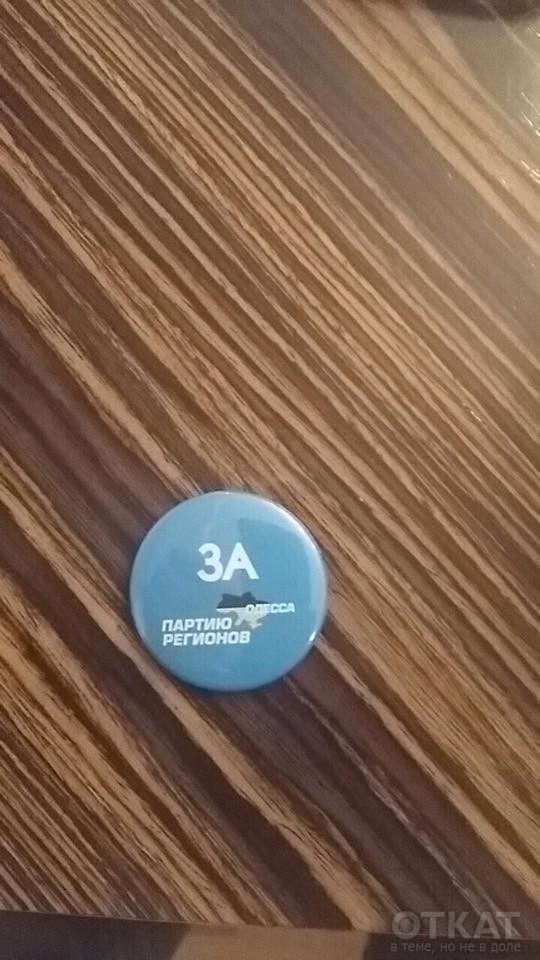 ЗА
ОДЕССА
ПАРТИЮ
РЕГИОНОВ
ОТКАТ
в теме, но не в доле